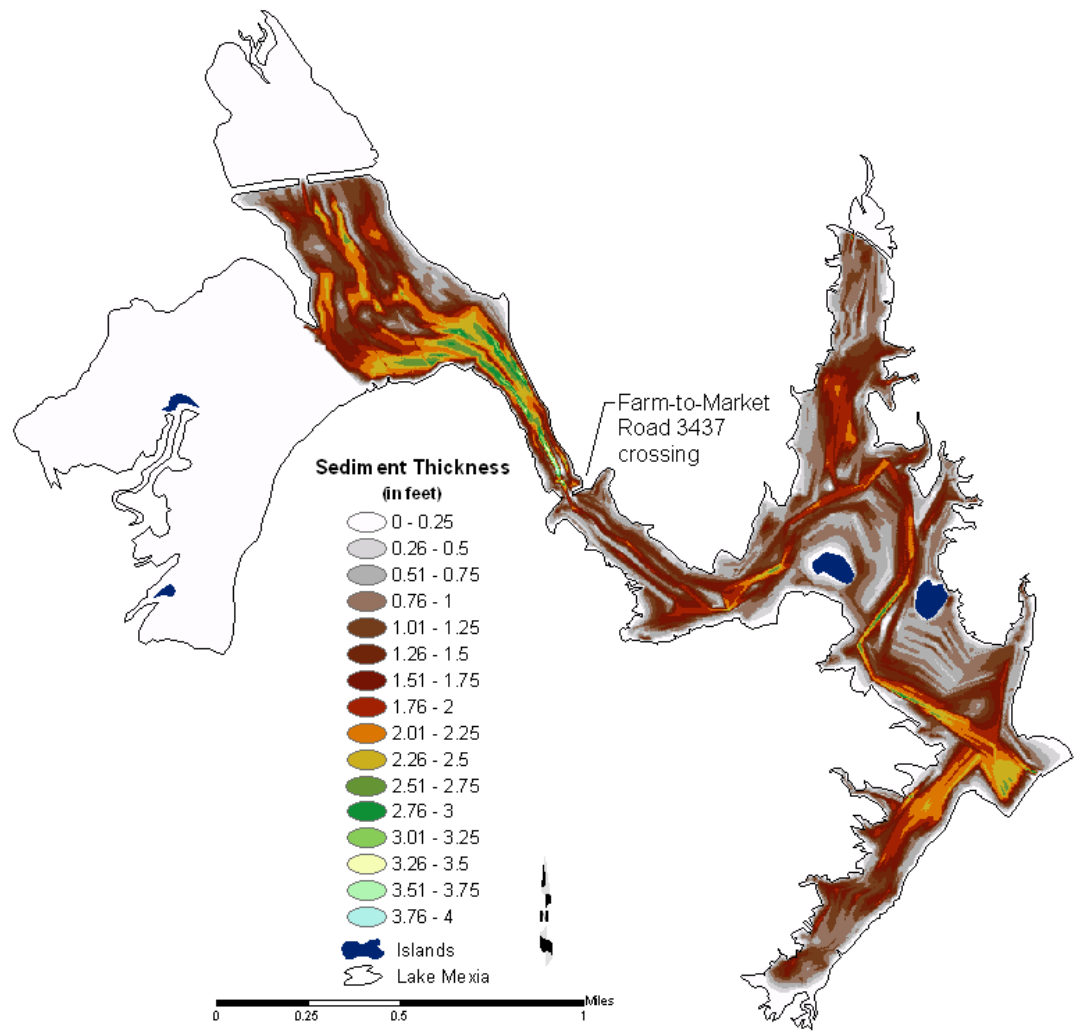 Farm-to-Market
Road 3437
crossing
Sediment Thickness
(in feet)
0 - 0.25
0.26 - 0.5
0.51 - 0.75
0.76 - 1
1.01 - 1.25
1.26 - 1.5
1.51 - 1.75
1.76 - 2
2.01 - 2.25
2.26 - 2.5
2.51 - 2.75
2.76 - 3
3.01 - 3.25
3.26 - 3.5
3.51 - 3.75
3.76 - 4
N
Islands
Lake Mexia
Miles
0 0.25 0.5 1